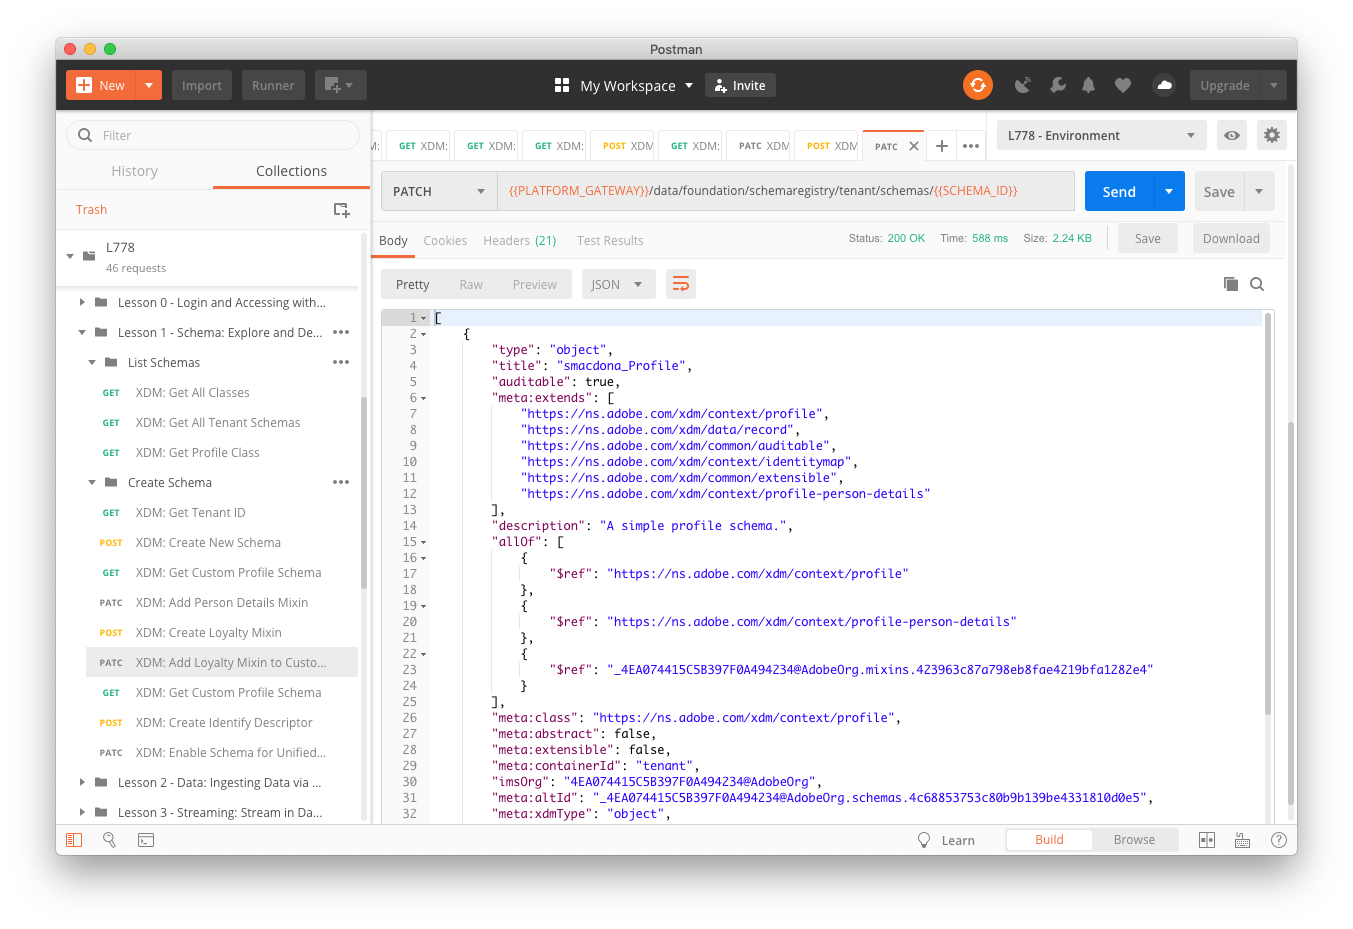 Postman
New Import Runner My Workspace Invite Upgrade
Filter
History Collections
Trash
L778
46 requests
Lesson 0 - Login and Accessing with...
Lesson 1 - Schema: Explore and De...
List Schemas
GET XDM: Get All Classes
GET XDM: Get All Tenant Schemas
GET XDM: Get Profile Class
Create Schema
GET XDM: Get Tenant ID
POST XDM: Create New Schema
GET XDM: Get Custom Profile Schema
PATC XDM: Add Person Details Mixin
POST XDM: Create Loyalty Mixin
PATC XDM: Add Loyalty Mixin to Custo...
GET XDM: Get Custom Profile Schema
POST XDM: Create Identify Descriptor
PATC XDM: Enable Schema for Unified...
Lesson 2 - Data: Ingesting Data via ...
Lesson 3 - Streaming: Stream in Da...
M: GET XDM: GET XDM: GET XDM: POST XDM GET XDM: PATC XDM POST XDM PATC
L778 - Environment
PATCH {{PLATFORM_GATEWAY}}/data/foundation/schemaregistry/tenant/schemas/{{SCHEMA_ID}} Send Save
Body Cookies Headers (21) Test Results Status: 200 OK Time: 588 ms Size: 2.24 KB Save Download
Pretty Raw Preview JSON
1 [
2 {
3 "type": "object",
4 "title": "smacdona_Profile",
5 "auditable": true,
6 "meta:extends": [
7 "https://ns.adobe.com/xdm/context/profile",
8 "https://ns.adobe.com/xdm/data/record",
9 "https://ns.adobe.com/xdm/common/auditable",
10 "https://ns.adobe.com/xdm/context/identitymap",
11 "https://ns.adobe.com/xdm/common/extensible",
12 "https://ns.adobe.com/xdm/context/profile-person-details"
13 ],
14 "description": "A simple profile schema.",
15 "allOf": [
16 {
17 "$ref": "https://ns.adobe.com/xdm/context/profile"
18 },
19 {
20 "$ref": "https://ns.adobe.com/xdm/context/profile-person-details"
21 },
22 {
23 "$ref": "_4EA074415C5B397F0A494234@AdobeOrg.mixins.423963c87a798eb8fae4219bfa1282e4"
24 }
25 ],
26 "meta:class": "https://ns.adobe.com/xdm/context/profile",
27 "meta:abstract": false,
28 "meta:extensible": false,
29 "meta:containerId": "tenant",
30 "imsOrg": "4EA074415C5B397F0A494234@AdobeOrg",
31 "meta:altId": "_4EA074415C5B397F0A494234@AdobeOrg.schemas.4c68853753c80b9b139be4331810d0e5",
32 "meta:xdmType": "object",
Learn Build Browse